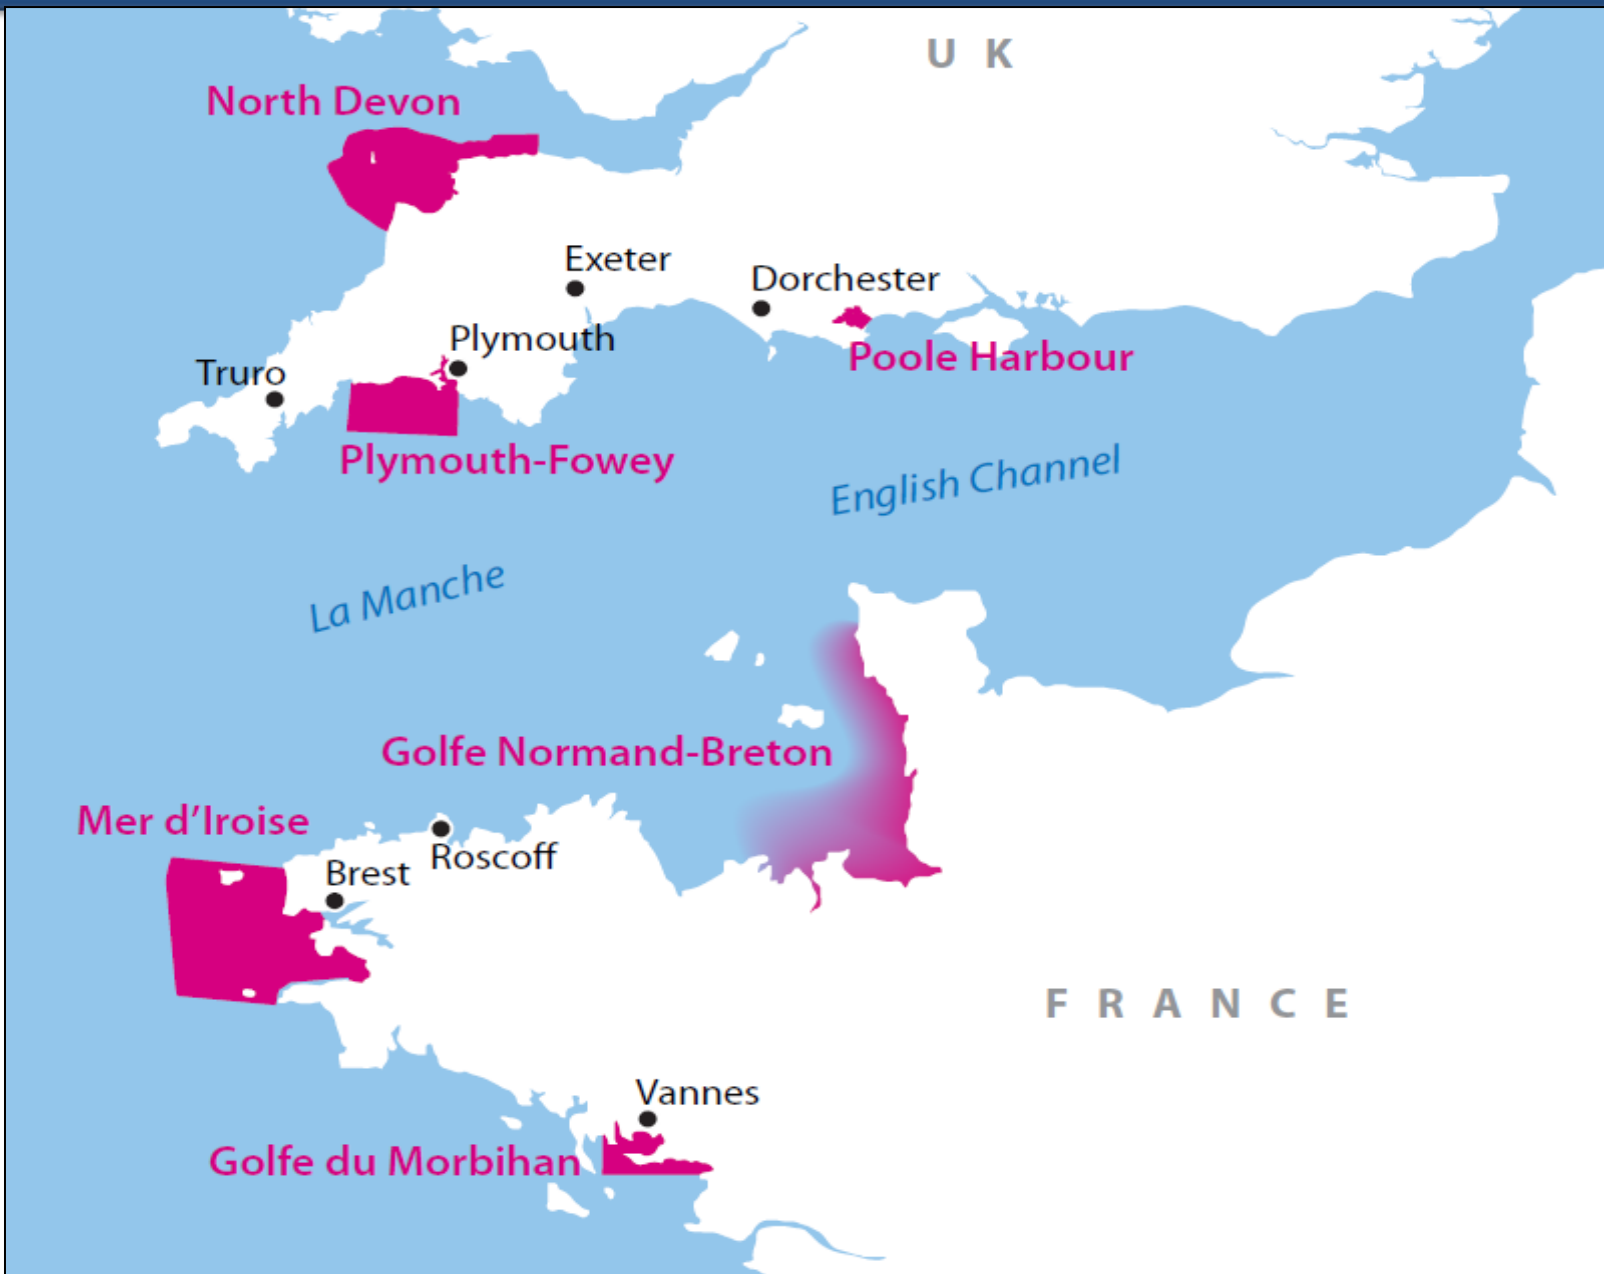 U K
North Devon
Exeter
Dorchester
Plymouth
Poole Harbour
Truro
Plymouth-Fowey
English Channel
La Manche
Golfe Normand-Breton
Mer d’Iroise
Roscoff
Brest
F R A N C E
Vannes
Golfe du Morbihan